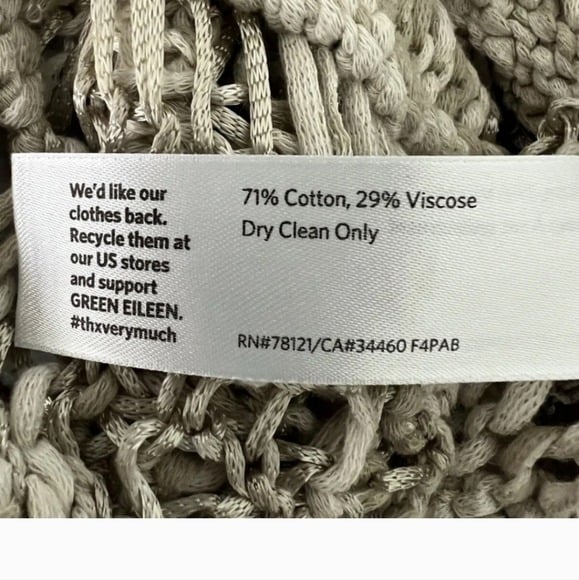 We'd like our
clothes back.
Recycle them at
our US stores
and support
GREEN EILEEN.
#thxverymuch
71% Cotton, 29% Viscose
Dry Clean Only
RN#78121/CA#34460 F4PAB